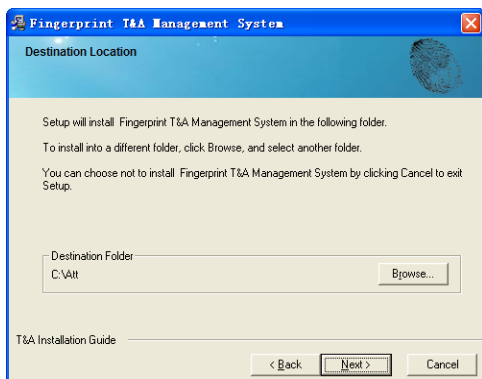 Fingerprint T&A Management System
Destination Location
Setup will install Fingerprint T&A Management System in the following folder.
To install into a different folder, click Browse, and select another folder.
You can choose not to install Fingerprint T&A Management System by clicking Cancel to exit
Setup.
Destination Folder
C:\Att
Browse...
T&A Installation Guide
< Back
Next >
Cancel